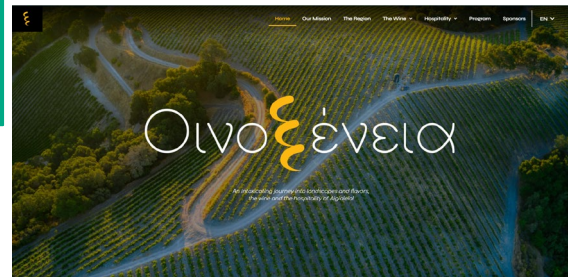 Home Our Mission The Region The Wine Hospitality Program Sponsors EN
Οινοξένεια
An intoxicating journey into landscapes and flavors,
the wine and the hospitality of Aigialeia!